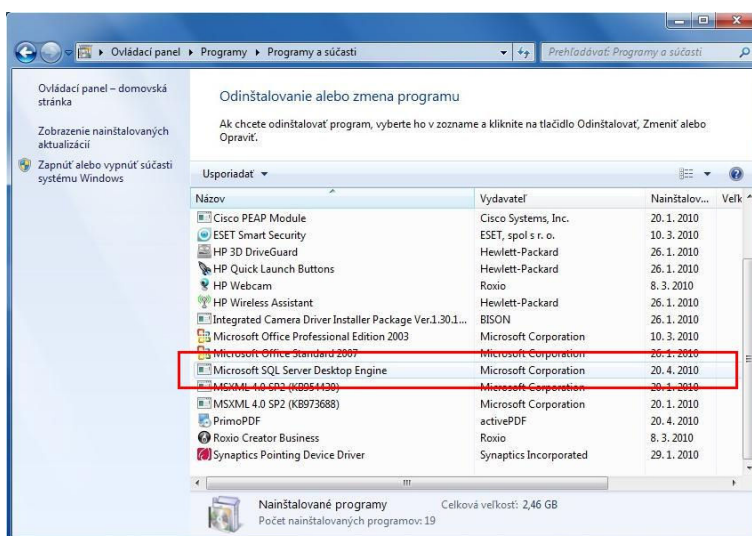 Ovládací panel
Programy
Programy a súčasti
Prehľadávať: Programy a súčasti
Ovládací panel – domovská
stránka
Zobrazenie nainštalovaných
aktualizácií
Zapnúť alebo vypnúť súčasti
systému Windows
Odinštalovanie alebo zmena programu
Ak chcete odinštalovať program, vyberte ho v zozname a kliknite na tlačidlo Odinštalovať, Zmeniť alebo
Opraviť.
Usporiadať
Názov Vydavateľ Nainštalov... Veľk
Cisco PEAP Module Cisco Systems, Inc. 20. 1. 2010
ESET Smart Security ESET, spol s r. o. 10. 3. 2010
HP 3D DriveGuard Hewlett-Packard 26. 1. 2010
HP Quick Launch Buttons Hewlett-Packard 26. 1. 2010
HP Webcam Roxio 8. 3. 2010
HP Wireless Assistant Hewlett-Packard 26. 1. 2010
Integrated Camera Driver Installer Package Ver.1.30.1... BISON 26. 1. 2010
Microsoft Office Professional Edition 2003 Microsoft Corporation 10. 3. 2010
Microsoft Office Standard 2007 Microsoft Corporation 26. 1. 2010
Microsoft SQL Server Desktop Engine Microsoft Corporation 20. 4. 2010
MSXML 4.0 SP2 (KB954430) Microsoft Corporation 20. 1. 2010
MSXML 4.0 SP2 (KB973688) Microsoft Corporation 20. 1. 2010
PrimoPDF activePDF 20. 4. 2010
Roxio Creator Business Roxio 8. 3. 2010
Synaptics Pointing Device Driver Synaptics Incorporated 29. 1. 2010
Nainštalované programy Celková veľkosť: 2,46 GB
Počet nainštalovaných programov: 19